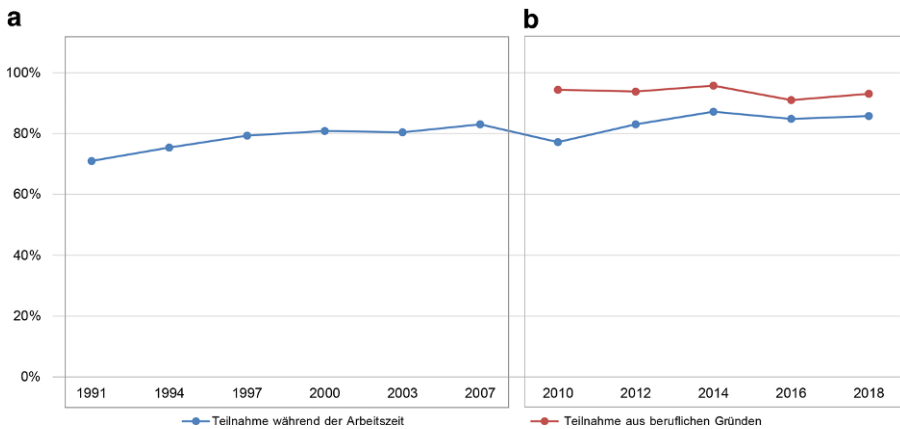 a b
100%
80%
60%
40%
20%
0%
1991 1994 1997 2000 2003 2007 2010 2012 2014 2016 2018
Teilnahme während der Arbeitszeit Teilnahme aus beruflichen Gründen